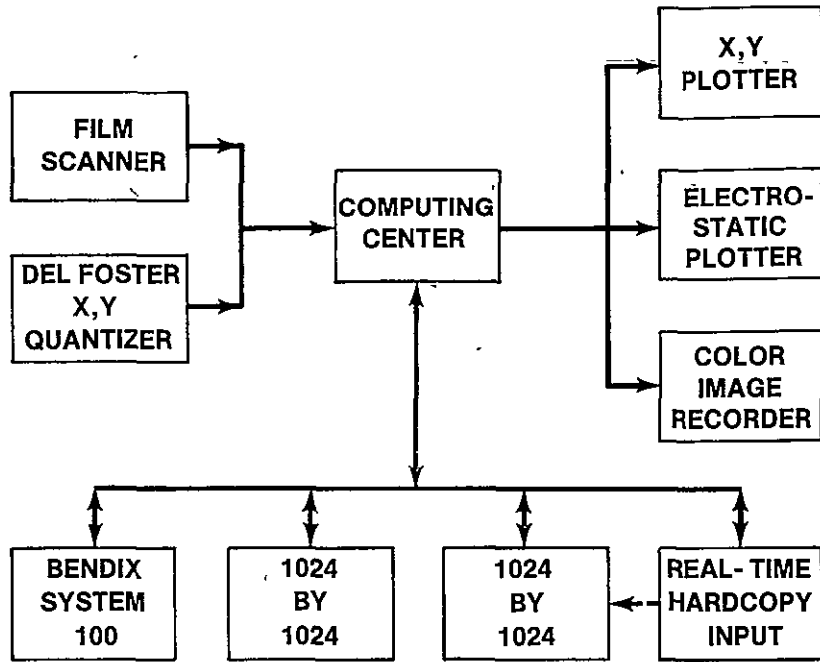 FILM
SCANNER
DEL FOSTER
X,Y
QUANTIZER
COMPUTING
CENTER
X,Y
PLOTTER
ELECTRO-
STATIC
PLOTTER
COLOR
IMAGE
RECORDER
BENDIX
SYSTEM
100
1024
BY
1024
1024
BY
1024
REAL-TIME
HARDCOPY
INPUT